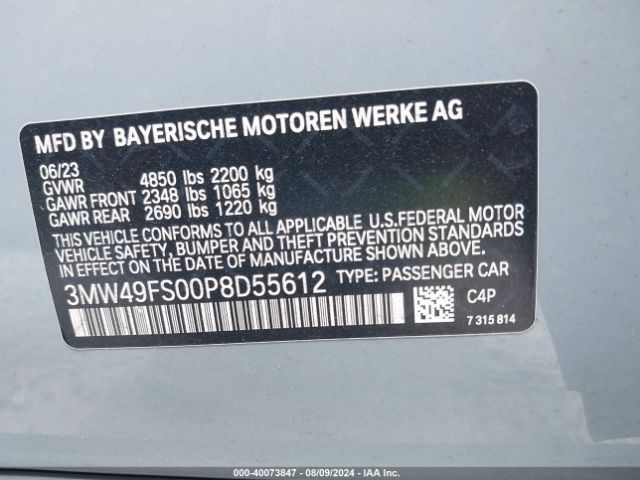 MFD BY BAYERISCHE MOTOREN WERKE AG
06/23
GVWR 4850 lbs 2200 kg
GAWR FRONT 2348 lbs 1065 kg
GAWR REAR 2690 lbs 1220 kg
THIS VEHICLE CONFORMS TO ALL APPLICABLE U.S.FEDERAL MOTOR
VEHICLE SAFETY, BUMPER AND THEFT PREVENTION STANDARDS
IN EFFECT ON THE DATE OF MANUFACTURE SHOWN ABOVE.
3MW49FS00P8D55612 TYPE: PASSENGER CAR
C4P
7 315 814
000-40073847 - 08/09/2024 - IAAI.com